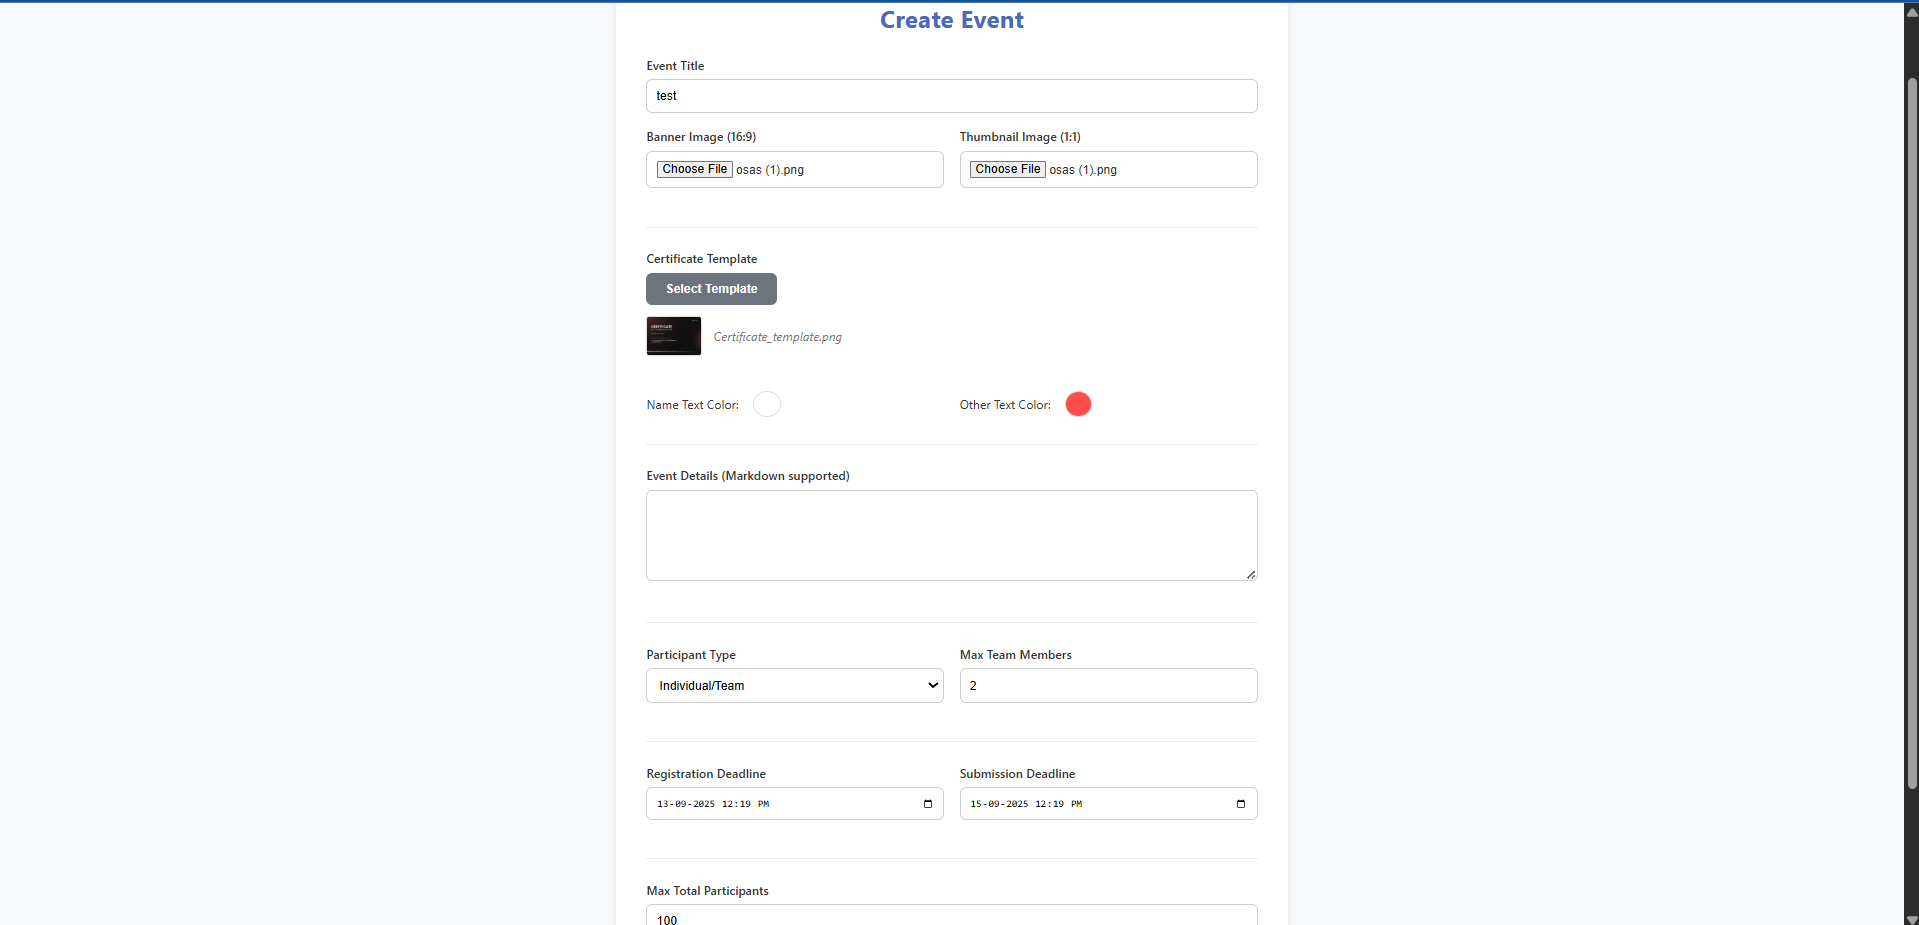 Create Event
Event Title
test
Banner Image (16:9)
Thumbnail Image (1:1)
Choose File osas (1).png
Choose File osas (1).png
Certificate Template
Select Template
CERTIFICATE
Certificate_template.png
Name Text Color:
Other Text Color:
Event Details (Markdown supported)
Participant Type
Max Team Members
Individual/Team
2
Registration Deadline
Submission Deadline
13-09-2025 12:19 PM
15-09-2025 12:19 PM
Max Total Participants
100